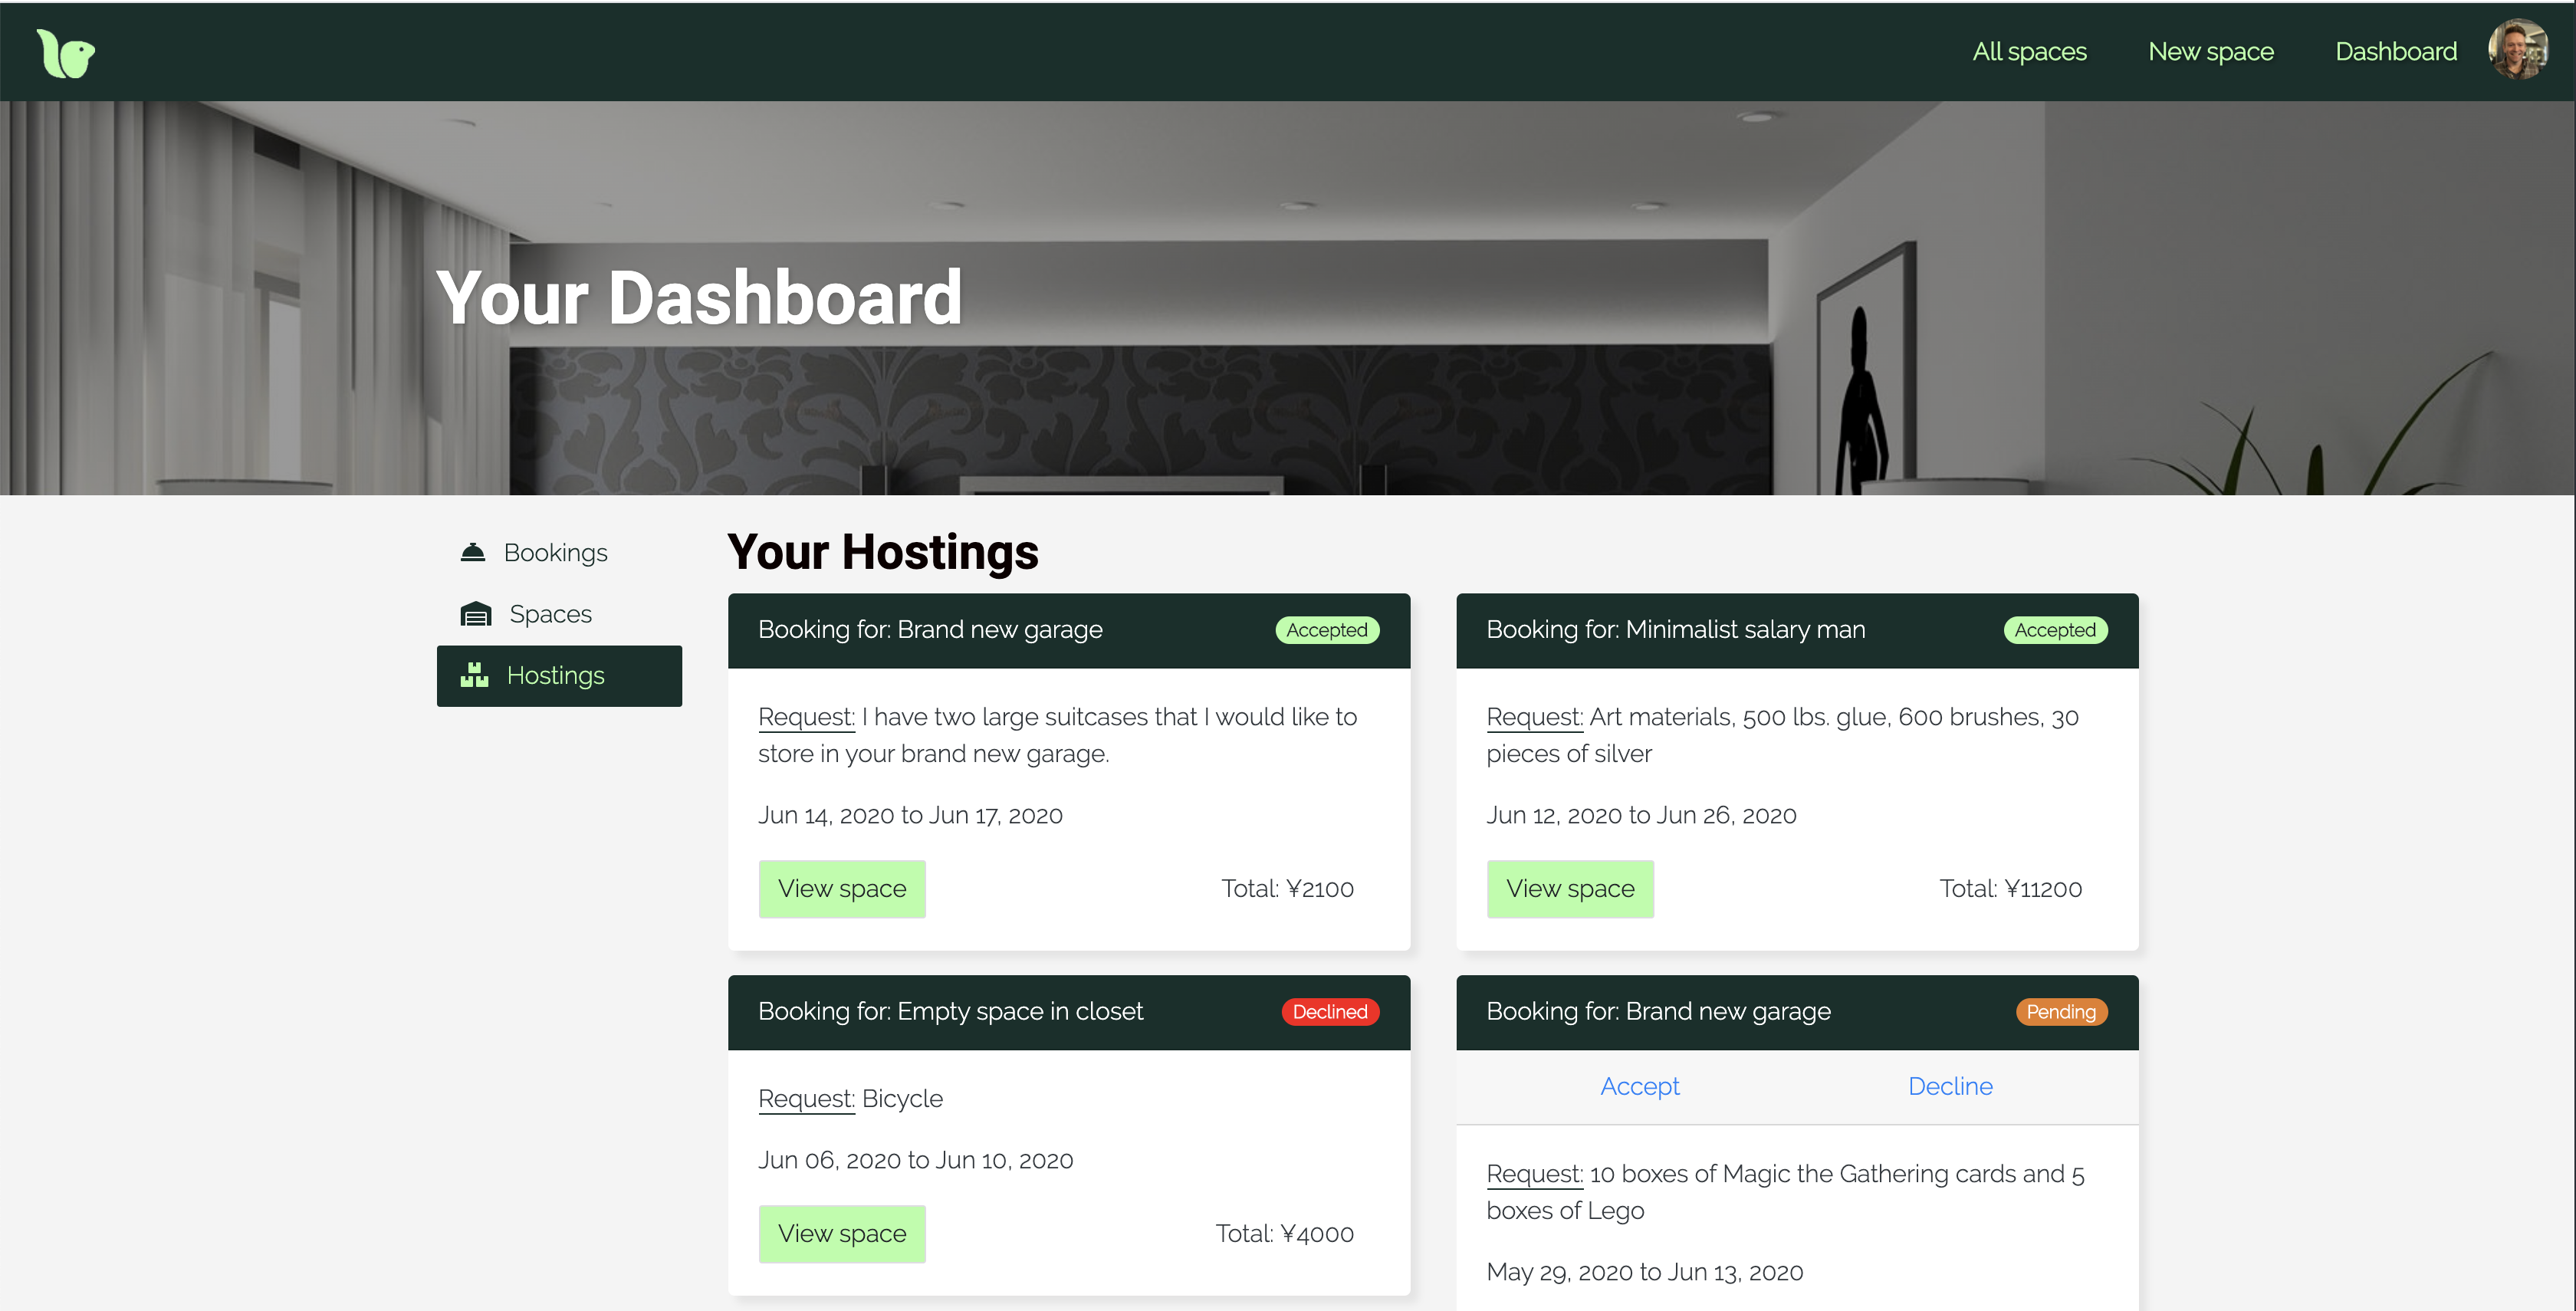 All spaces
New space
Dashboard
Your Dashboard
Bookings
Spaces
Hostings
Your Hostings
Booking for: Brand new garage
Accepted
Request: I have two large suitcases that I would like to
store in your brand new garage.
Jun 14, 2020 to Jun 17, 2020
View space
Total: ¥2100
Booking for: Minimalist salary man
Accepted
Request: Art materials, 500 lbs. glue, 600 brushes, 30
pieces of silver
Jun 12, 2020 to Jun 26, 2020
View space
Total: ¥11200
Booking for: Empty space in closet
Declined
Request: Bicycle
Jun 06, 2020 to Jun 10, 2020
View space
Total: ¥4000
Booking for: Brand new garage
Pending
Accept
Decline
Request: 10 boxes of Magic the Gathering cards and 5
boxes of Lego
May 29, 2020 to Jun 13, 2020